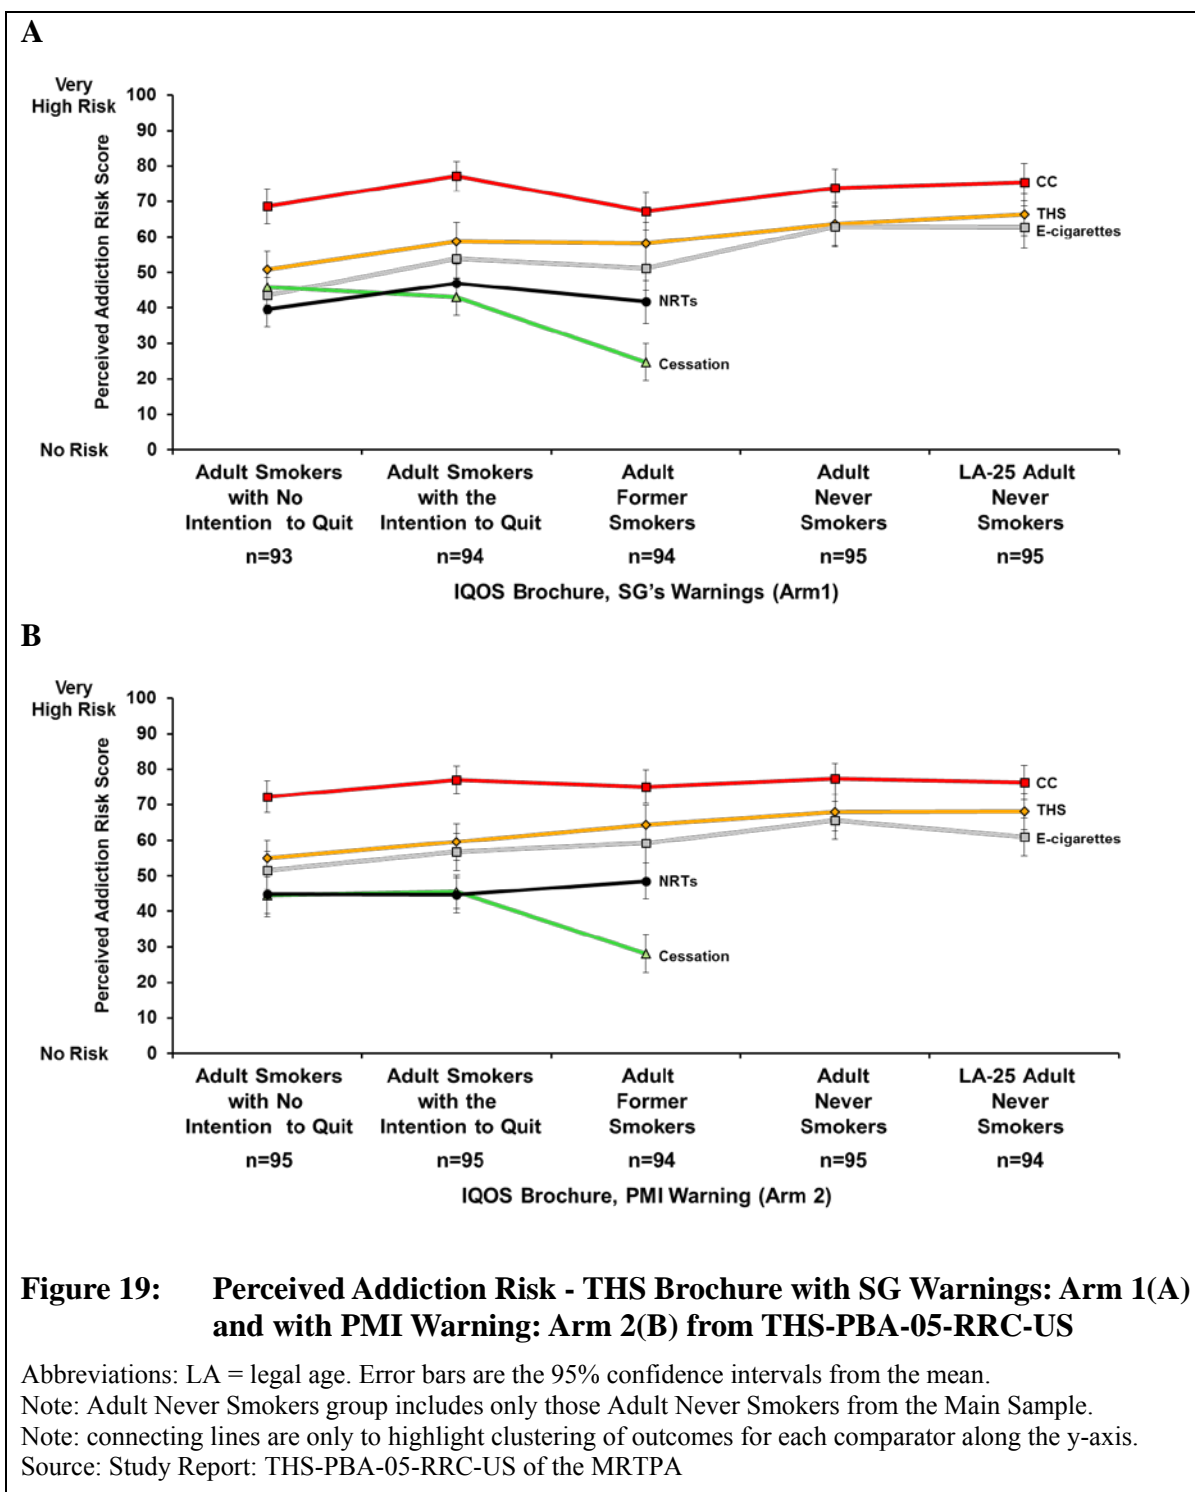 A
Very
High Risk
100
90
80
70
60
50
40
30
20
10
0
No Risk
Perceived Addiction Risk Score
CC
THS
E-cigarettes
NRTs
Cessation
Adult Smokers with No Intention to Quit
n=93
Adult Smokers with the Intention to Quit
n=94
Adult Former Smokers
n=94
Adult Never Smokers
n=95
LA-25 Adult Never Smokers
n=95
IQOS Brochure, SG's Warnings (Arm1)
B
Very
High Risk
100
90
80
70
60
50
40
30
20
10
0
No Risk
Perceived Addiction Risk Score
CC
THS
E-cigarettes
NRTs
Cessation
Adult Smokers with No Intention to Quit
n=95
Adult Smokers with the Intention to Quit
n=95
Adult Former Smokers
n=94
Adult Never Smokers
n=95
LA-25 Adult Never Smokers
n=94
IQOS Brochure, PMI Warning (Arm 2)
Figure 19: Perceived Addiction Risk - THS Brochure with SG Warnings: Arm 1(A)
and with PMI Warning: Arm 2(B) from THS-PBA-05-RRC-US
Abbreviations: LA = legal age. Error bars are the 95% confidence intervals from the mean.
Note: Adult Never Smokers group includes only those Adult Never Smokers from the Main Sample.
Note: connecting lines are only to highlight clustering of outcomes for each comparator along the y-axis.
Source: Study Report: THS-PBA-05-RRC-US of the MRTPA